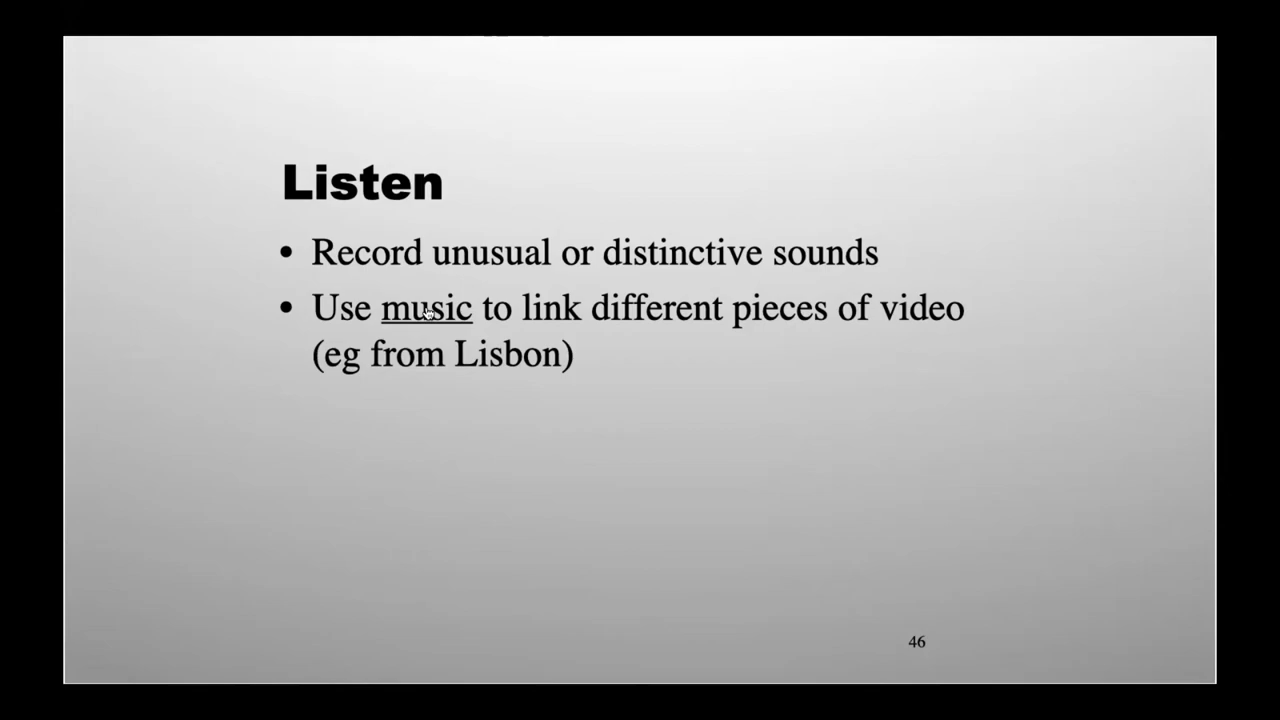 Listen
• Record unusual or distinctive sounds
• Use music to link different pieces of video
(eg from Lisbon)
46